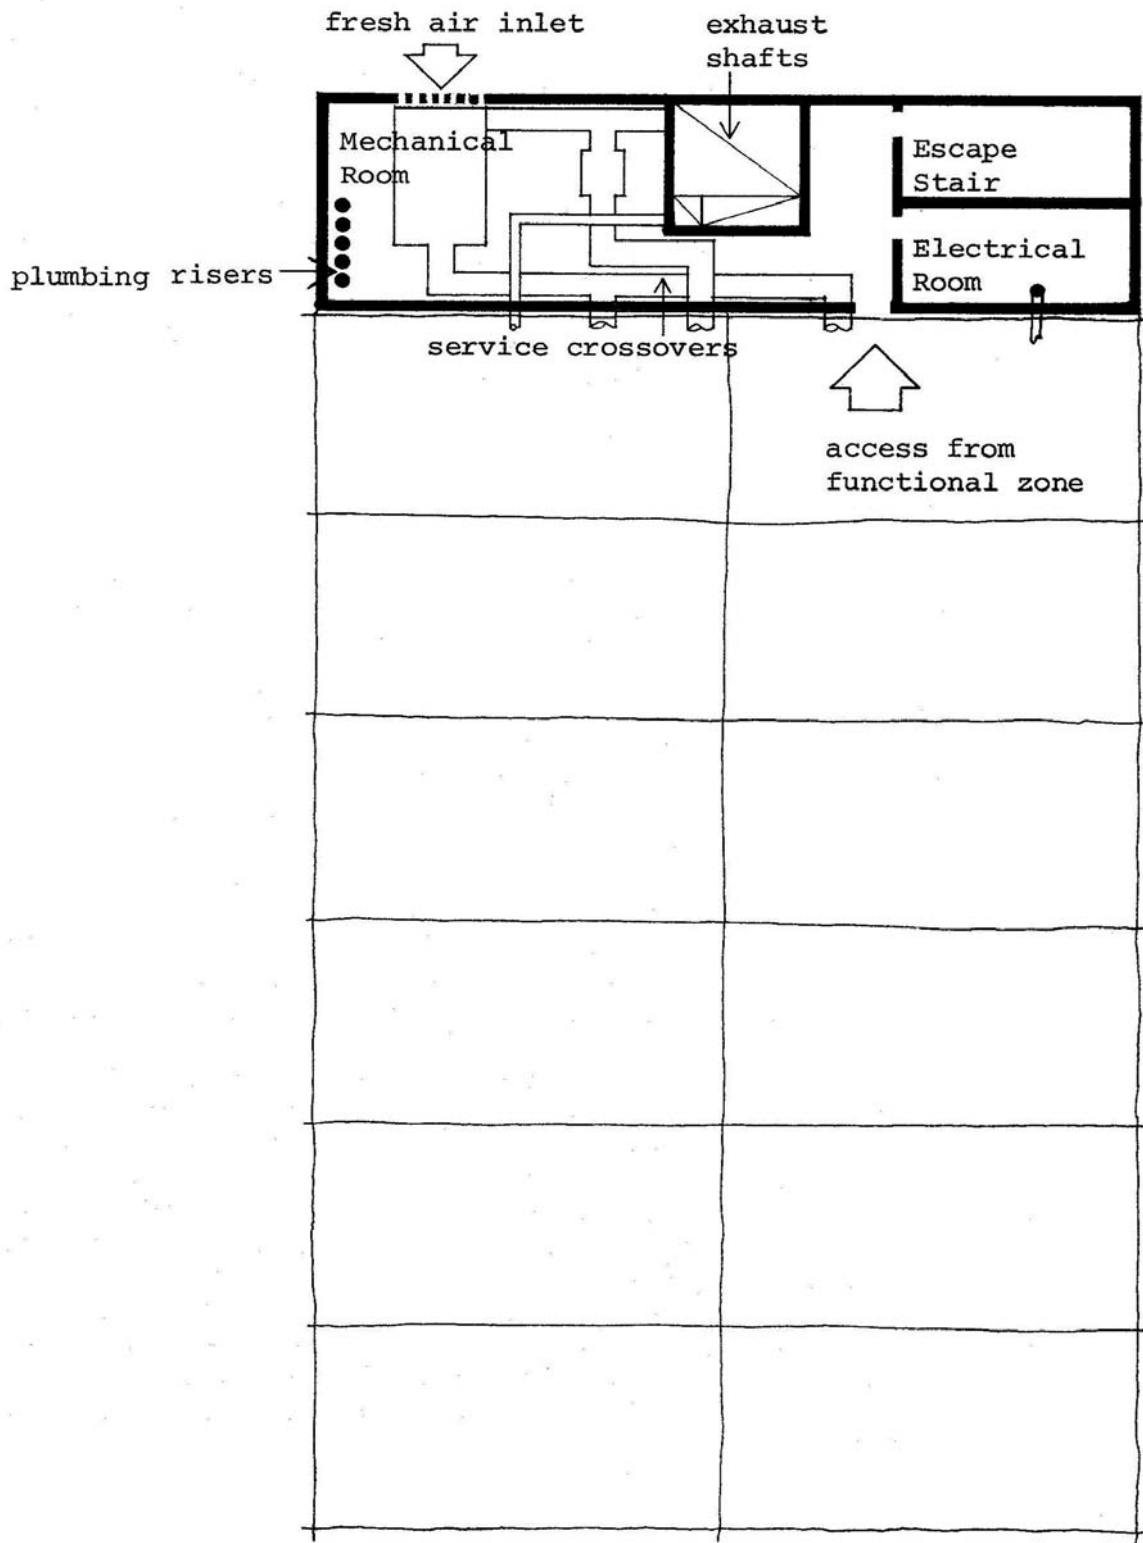 fresh air inlet
exhaust
shafts
Mechanical
Room
Escape
Stair
Electrical
Room
plumbing risers
service crossovers
access from
functional zone